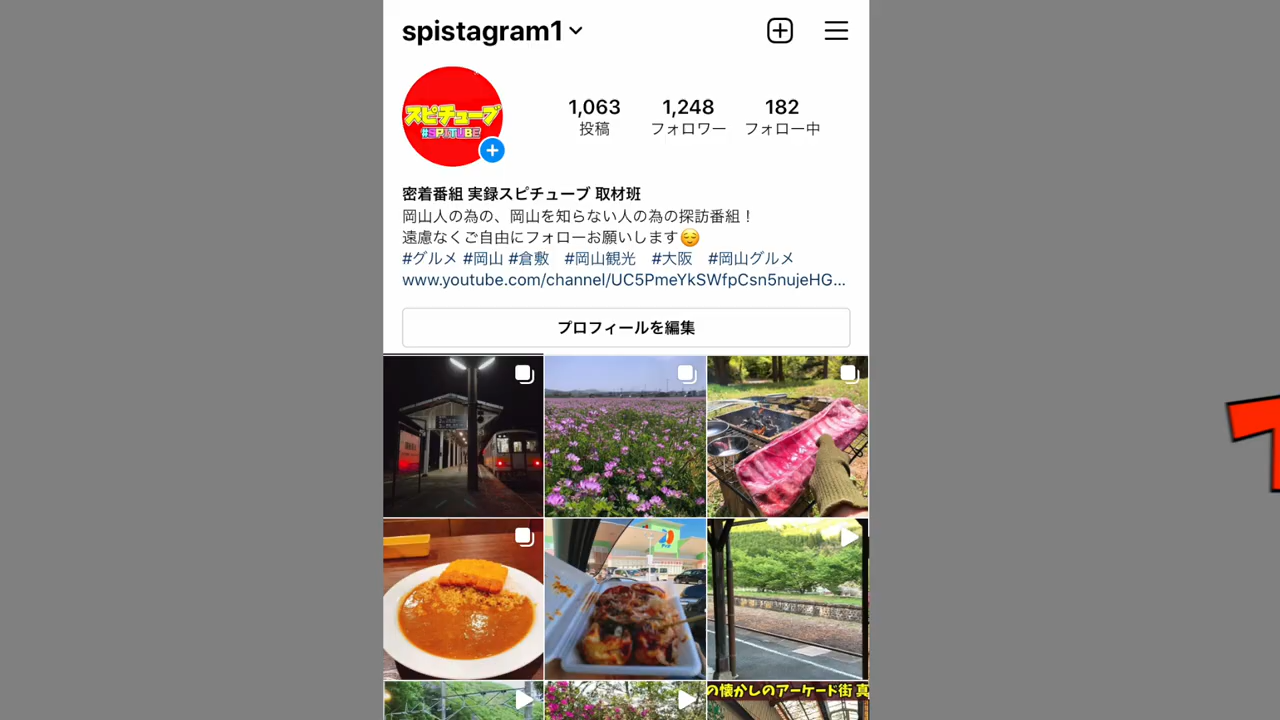 spistagram1
スピチューブ
#SPITUBE
1,063
投稿
1,248
フォロワー
182
フォロー中
密着番組 実録スピチューブ 取材班
岡山人の為の、岡山を知らない人の為の探訪番組！
遠慮なくご自由にフォローお願いします😌
#グルメ #岡山 #倉敷　#岡山観光　#大阪　#岡山グルメ
www.youtube.com/channel/UC5PmeYkSWfpCsn5nujeHG...
プロフィールを編集
の懐かしのアーケード街 真